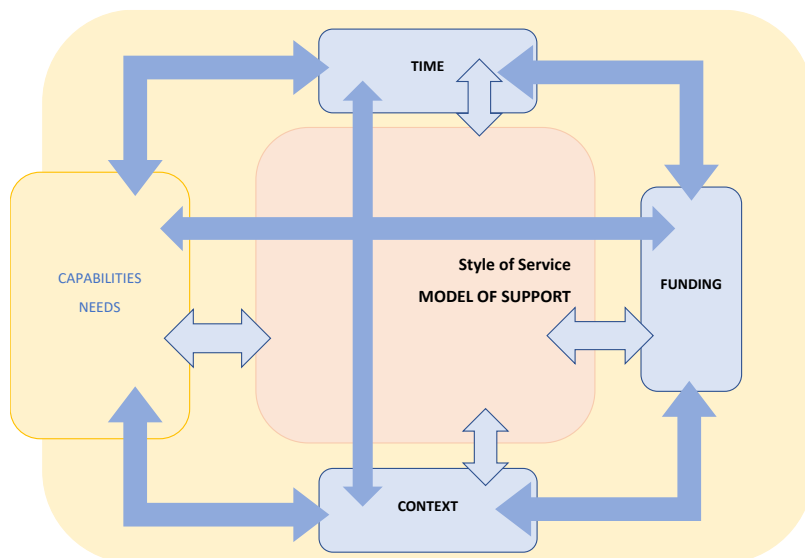 TIME
CAPABILITIES
NEEDS
Style of Service
MODEL OF SUPPORT
FUNDING
CONTEXT